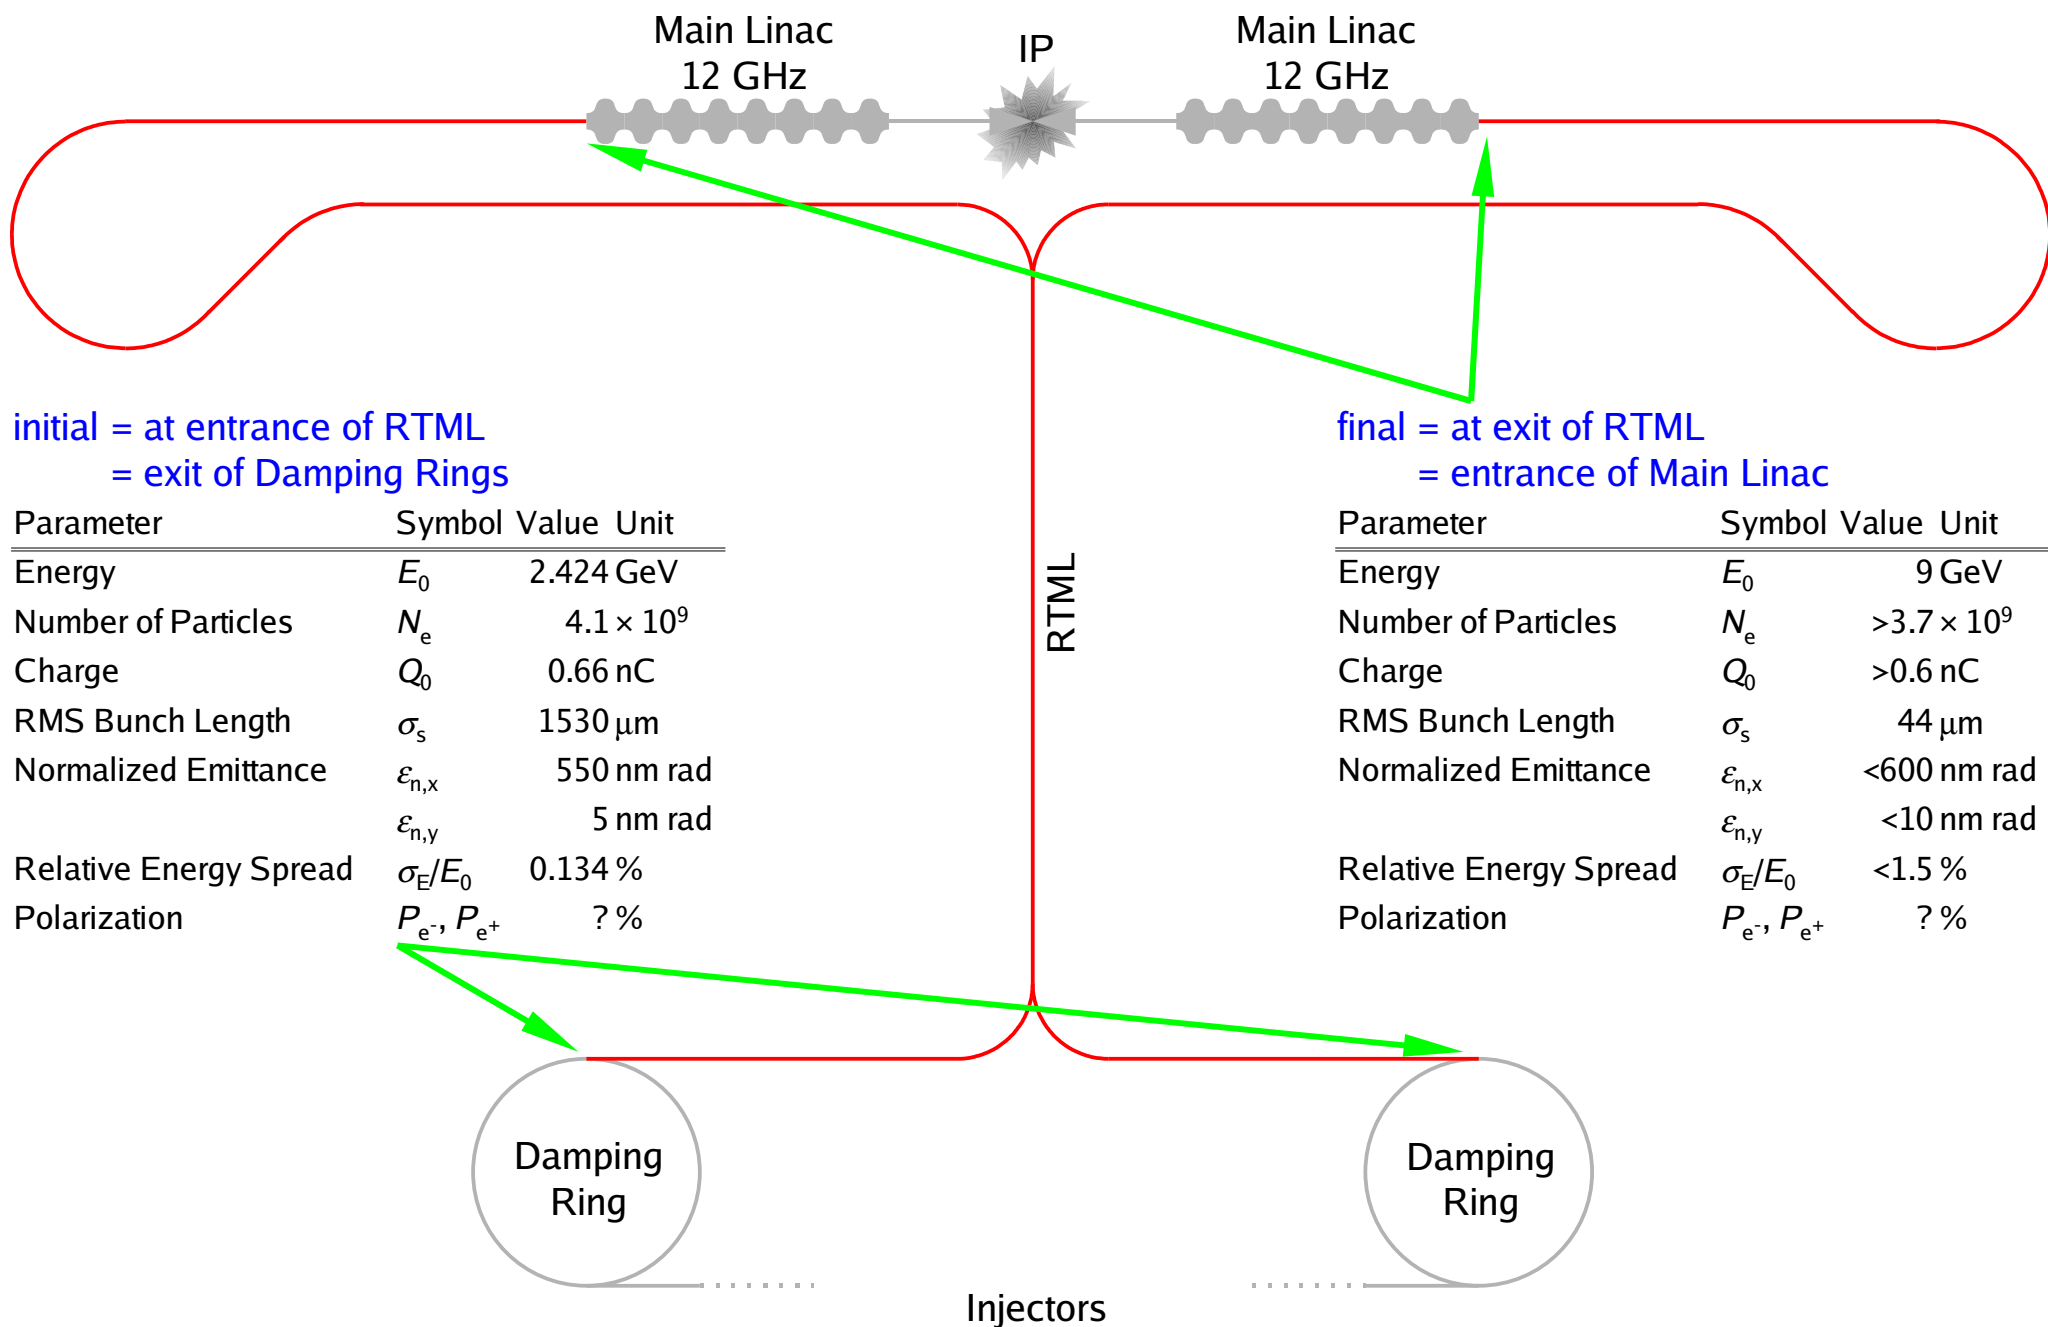 Main Linac
12 GHz
IP
Main Linac
12 GHz
initial = at entrance of RTML
= exit of Damping Rings
Parameter Symbol Value Unit
Energy E₀ 2.424 GeV
Number of Particles Nₑ 4.1 × 10⁹
Charge Q₀ 0.66 nC
RMS Bunch Length σₛ 1530 μm
Normalized Emittance εn,x 550 nm rad
εn,y 5 nm rad
Relative Energy Spread σE/E₀ 0.134 %
Polarization Pe-, Pe+ ? %
RTML
final = at exit of RTML
= entrance of Main Linac
Parameter Symbol Value Unit
Energy E₀ 9 GeV
Number of Particles Nₑ >3.7 × 10⁹
Charge Q₀ >0.6 nC
RMS Bunch Length σₛ 44 μm
Normalized Emittance εn,x <600 nm rad
εn,y <10 nm rad
Relative Energy Spread σE/E₀ <1.5 %
Polarization Pe-, Pe+ ? %
Damping
Ring
Damping
Ring
Injectors